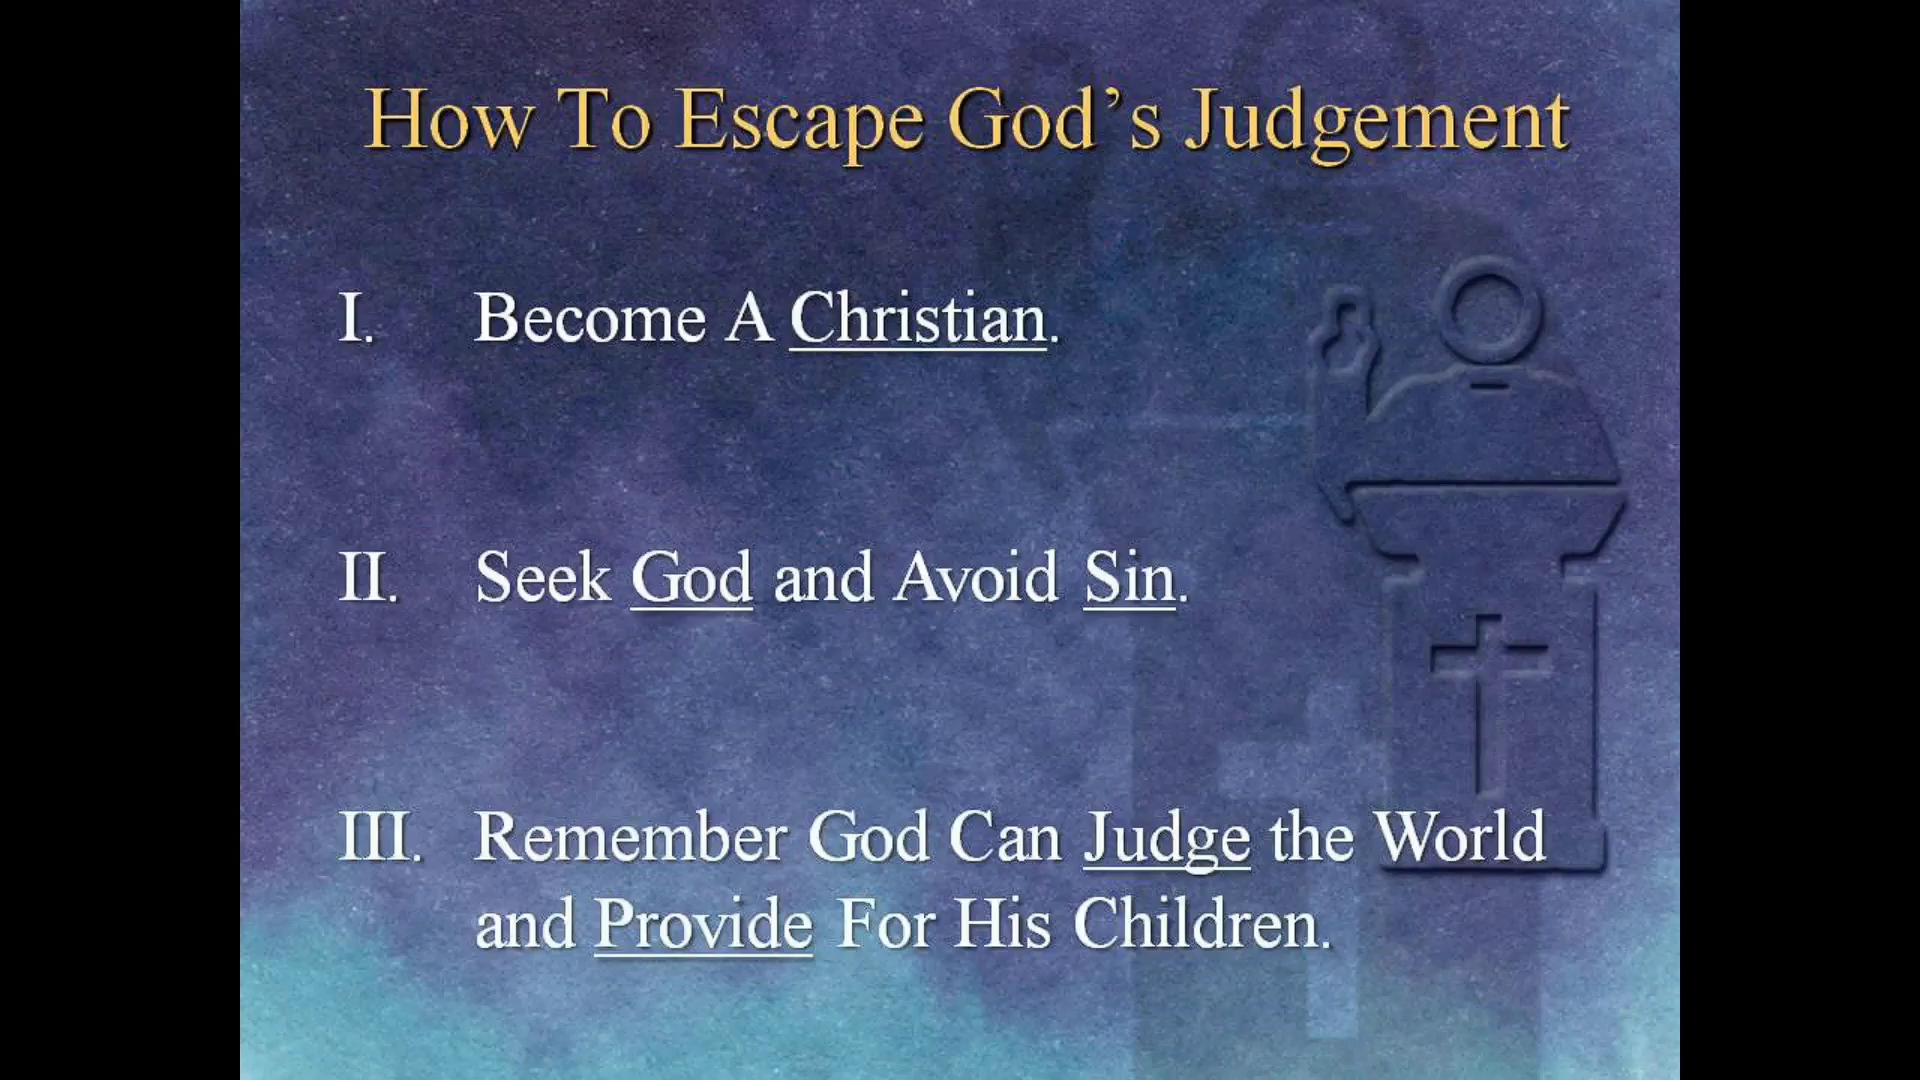 How To Escape God’s Judgement
I. Become A Christian.
II. Seek God and Avoid Sin.
III. Remember God Can Judge the World
and Provide For His Children.